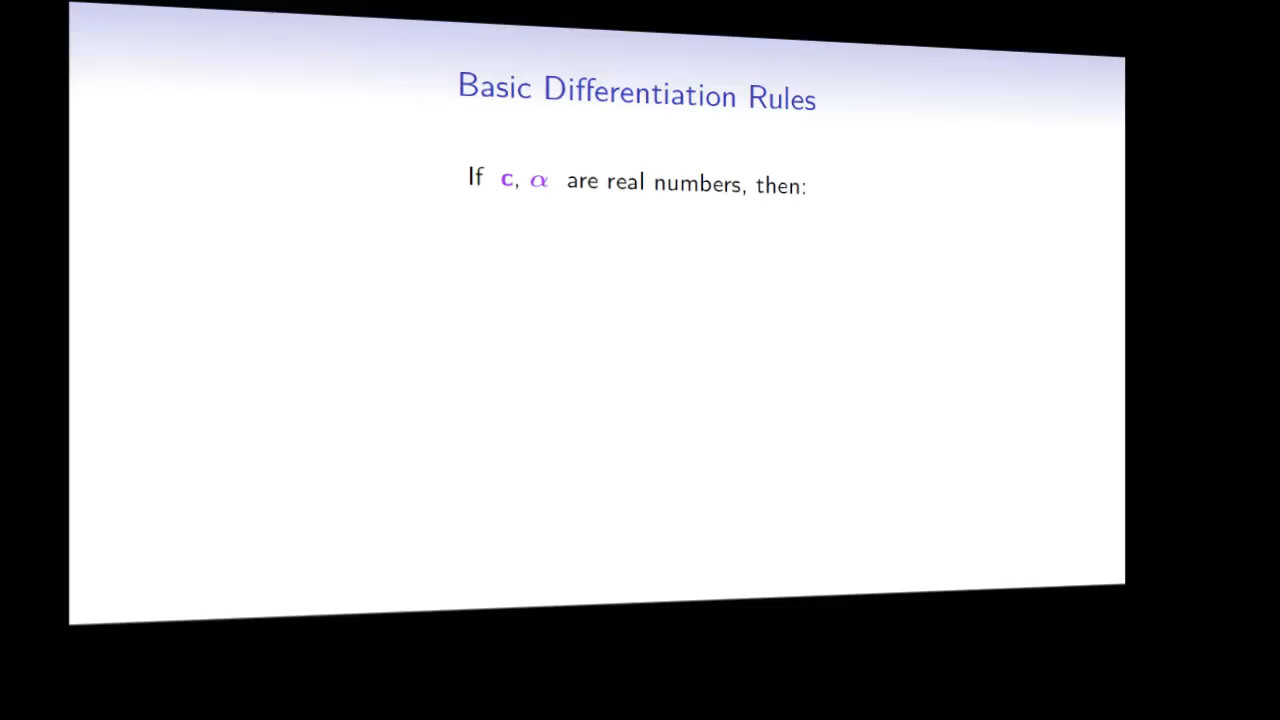 Basic Differentiation Rules
If c, α are real numbers, then: